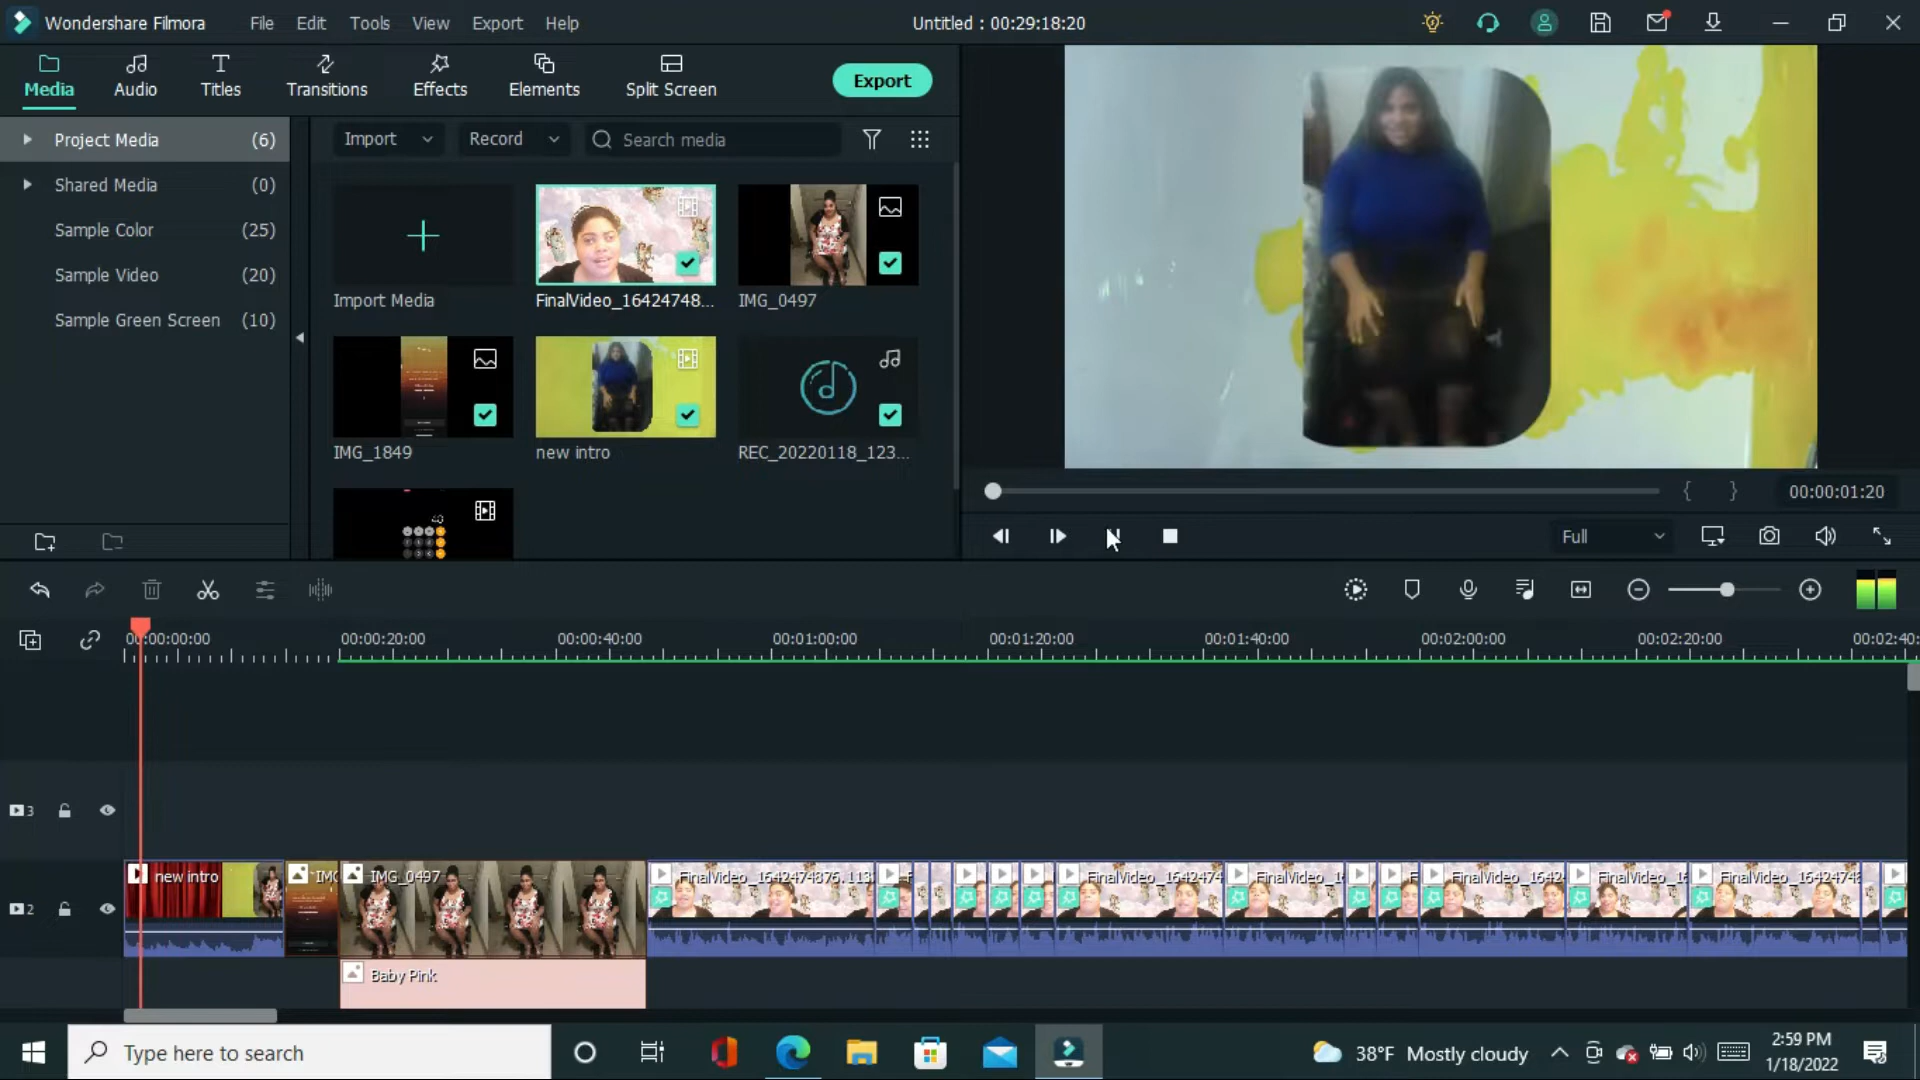 Wondershare Filmora File Edit Tools View Export Help Untitled : 00:29:18:20
Media Audio Titles Transitions Effects Elements Split Screen Export
Project Media (6)
Shared Media (0)
Sample Color (25)
Sample Video (20)
Sample Green Screen (10)
Import Record Search media
Import Media FinalVideo_16424748... IMG_0497
IMG_1849 new intro REC_20220118_123...
00:00:01:20
Full
00:00:00:00 00:00:20:00 00:00:40:00 00:01:00:00 00:01:20:00 00:01:40:00 00:02:00:00 00:02:20:00 00:02:40:
3
2
new intro IMG IMG_0497 FinalVideo_1642474876.113 F FinalVideo_16424747 FinalVideo_1 F FinalVideo_1642 FinalVideo_16 FinalVideo_1642474
Baby Pink
Type here to search
38°F Mostly cloudy
2:59 PM
1/18/2022